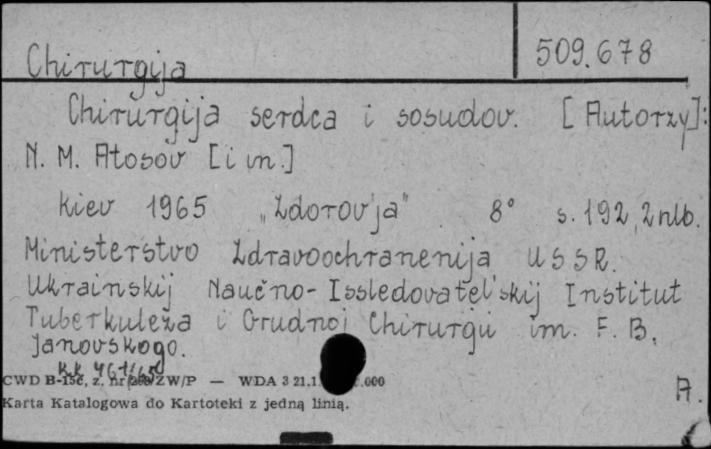 Chirurgija
509.678
Chirurgija serdca i sosudov. [Autorzy]:
N. M. Atosov [i in.]
Kiev 1965 "Zdorov'ja" 8° s. 192, 2 nlb.
Ministerstvo Zdravoochranenija USSR.
Ukrainskij Naučno-Issledovatel'skij Institut
Tuberkuleza i Grudnoj Chirurgii im. F. B.
Janovskogo.
CWD B-15c, z. ZW/P — WDA 3 21.1 .000
Karta Katalogowa do Kartoteki z jedną linią.
A.